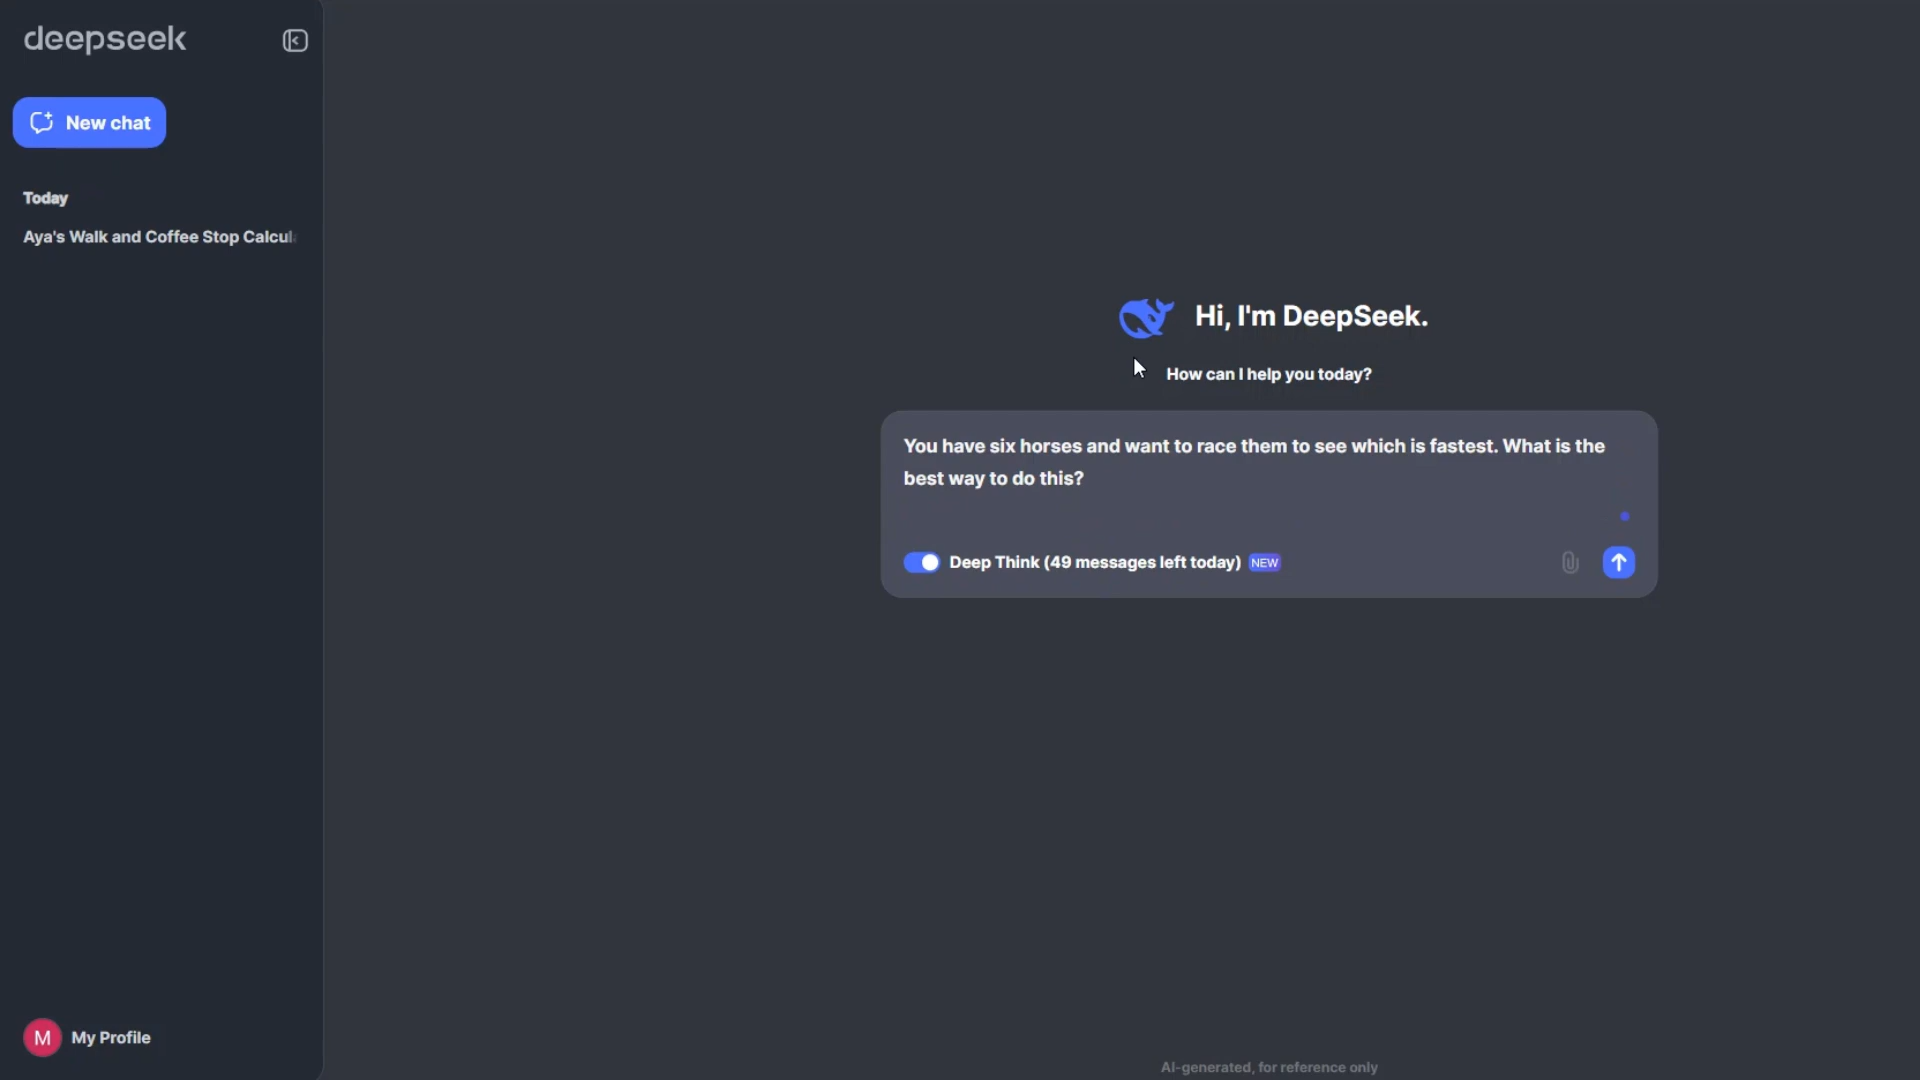 deepseek
New chat
Today
Aya's Walk and Coffee Stop Calcul
Hi, I'm DeepSeek.
How can I help you today?
You have six horses and want to race them to see which is fastest. What is the
best way to do this?
Deep Think (49 messages left today) NEW
M My Profile
AI-generated, for reference only